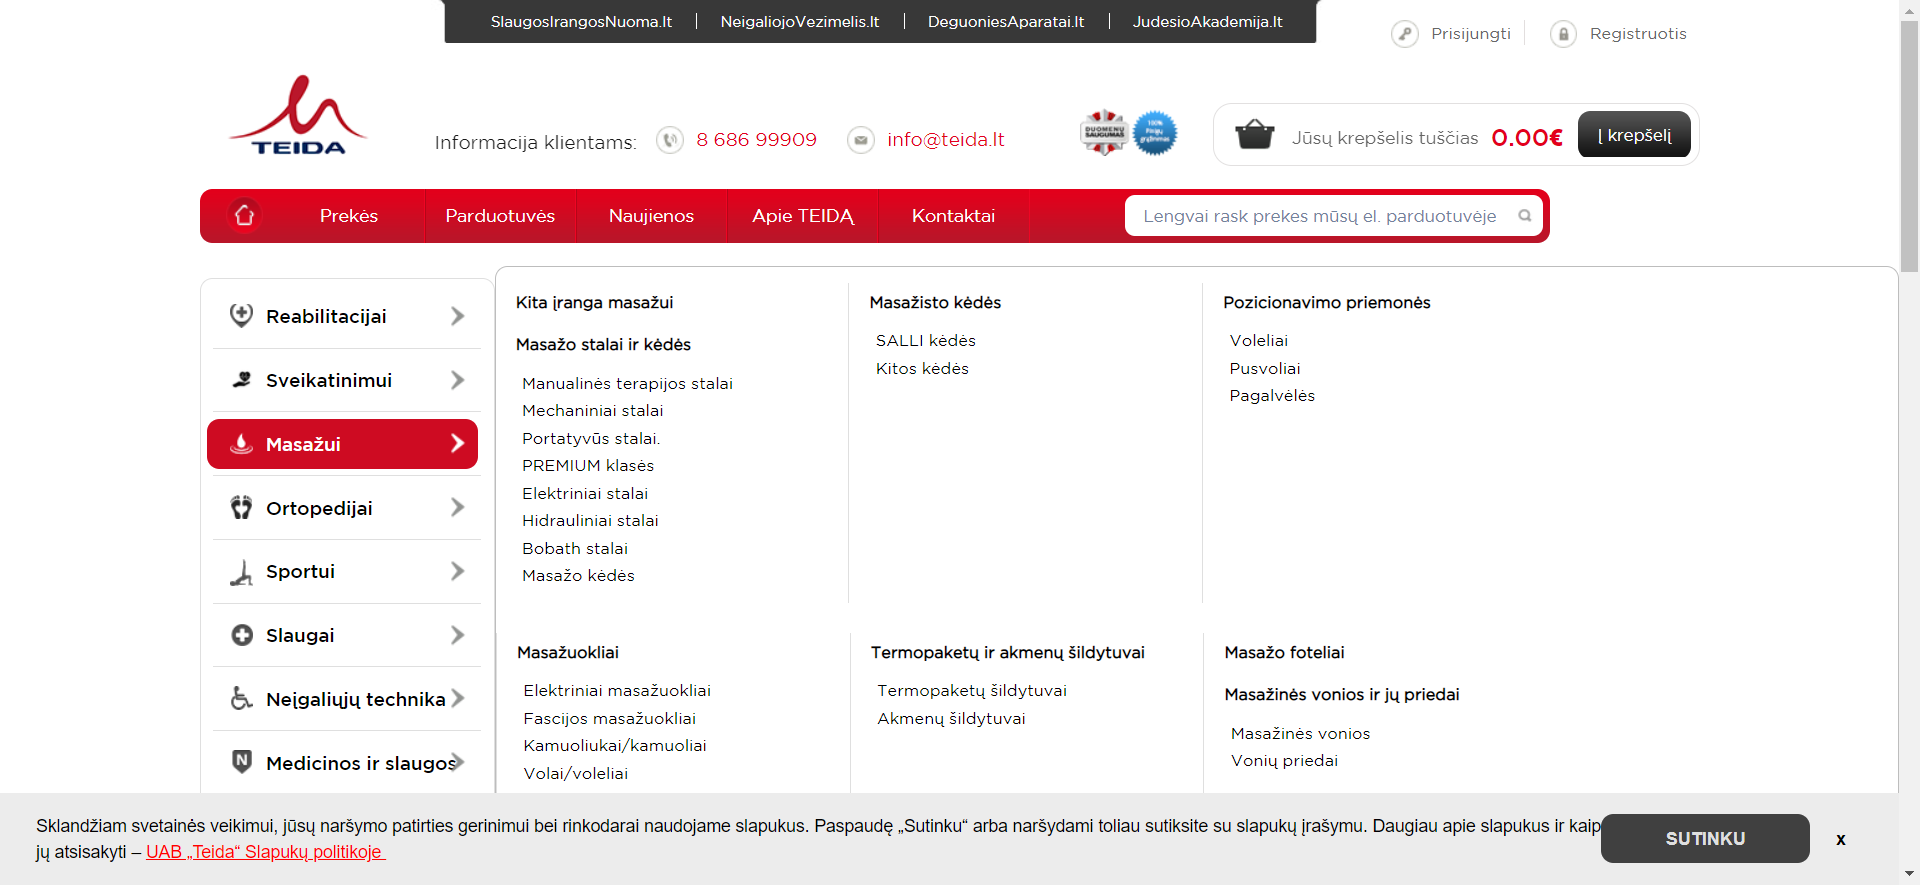 SlaugosIrangosNuoma.lt
NeigaliojoVezimelis.lt
DeguoniesAparatai.lt
JudesioAkademija.lt
Prisijungti
Registruotis
TEIDA
Informacija klientams:
8 686 99909
info@teida.lt
DUOMENŲ
SAUGUMAS
100%
Pinigų
grąžinimas
Jūsų krepšelis tuščias
0.00€
Į krepšelį
Prekės
Parduotuvės
Naujienos
Apie TEIDĄ
Kontaktai
Lengvai rask prekes mūsų el. parduotuvėje
Reabilitacijai
Sveikatinimui
Masažui
Ortopedijai
Sportui
Slaugai
Neįgaliųjų technika
Medicinos ir slaugos
Kita įranga masažui
Masažo stalai ir kėdės
Manualinės terapijos stalai
Mechaniniai stalai
Portatyvūs stalai.
PREMIUM klasės
Elektriniai stalai
Hidrauliniai stalai
Bobath stalai
Masažo kėdės
Masažisto kėdės
SALLI kėdės
Kitos kėdės
Pozicionavimo priemonės
Voleliai
Pusvoliai
Pagalvėlės
Masažuokliai
Elektriniai masažuokliai
Fascijos masažuokliai
Kamuoliukai/kamuoliai
Volai/voleliai
Termopaketų ir akmenų šildytuvai
Termopaketų šildytuvai
Akmenų šildytuvai
Masažo foteliai
Masažinės vonios ir jų priedai
Masažinės vonios
Vonių priedai
Sklandžiam svetainės veikimui, jūsų naršymo patirties gerinimui bei rinkodarai naudojame slapukus. Paspaudę „Sutinku“ arba naršydami toliau sutiksite su slapukų įrašymu. Daugiau apie slapukus ir kaip
jų atsisakyti – UAB „Teida“ Slapukų politikoje
SUTINKU
x